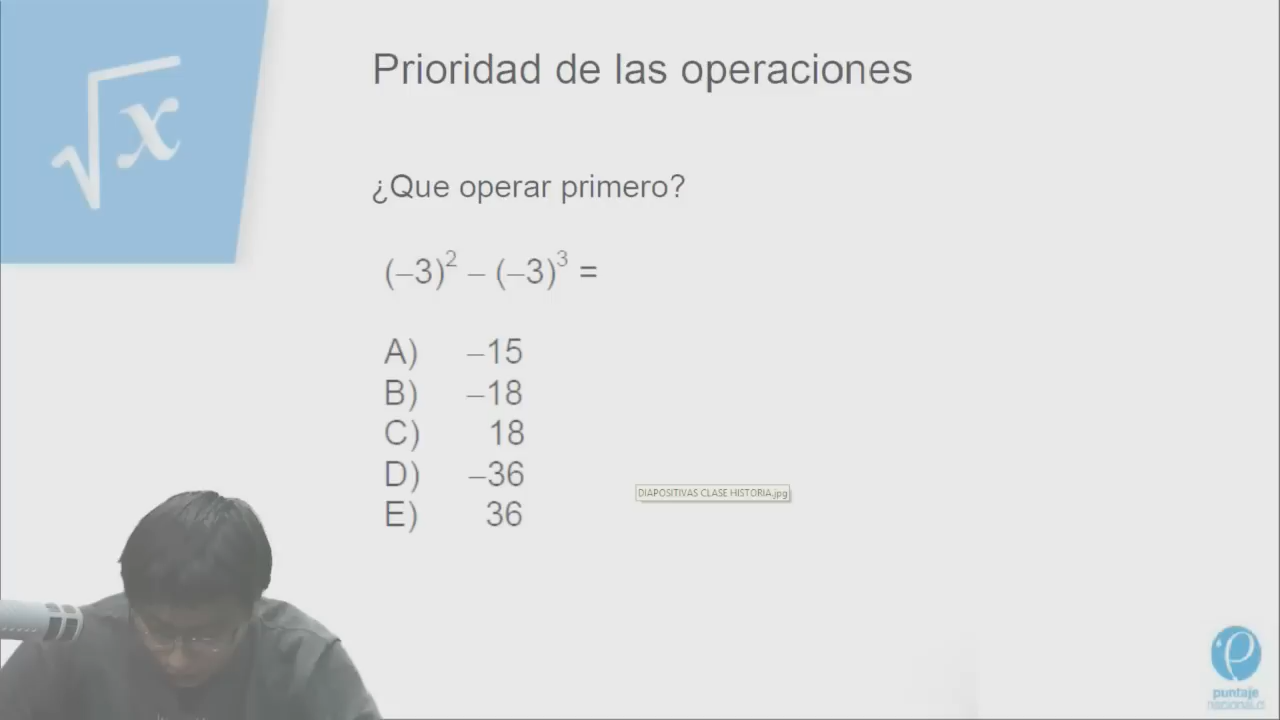 √x
Prioridad de las operaciones
¿Que operar primero?
(–3)² – (–3)³ =
A) –15
B) –18
C) 18
D) –36
E) 36
DIAPOSITIVAS CLASE HISTORIA.jpg
puntaje
nacional.cl